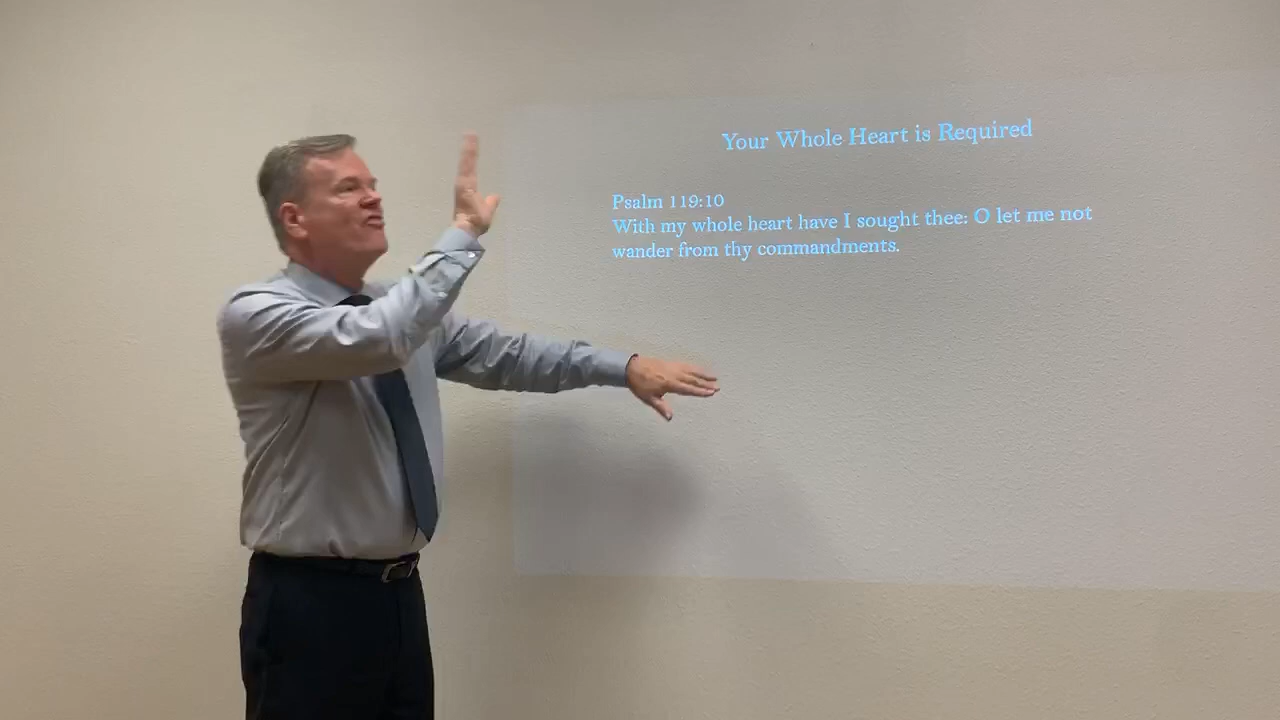 Your Whole Heart is Required
Psalm 119:10
With my whole heart have I sought thee: O let me not
wander from thy commandments.